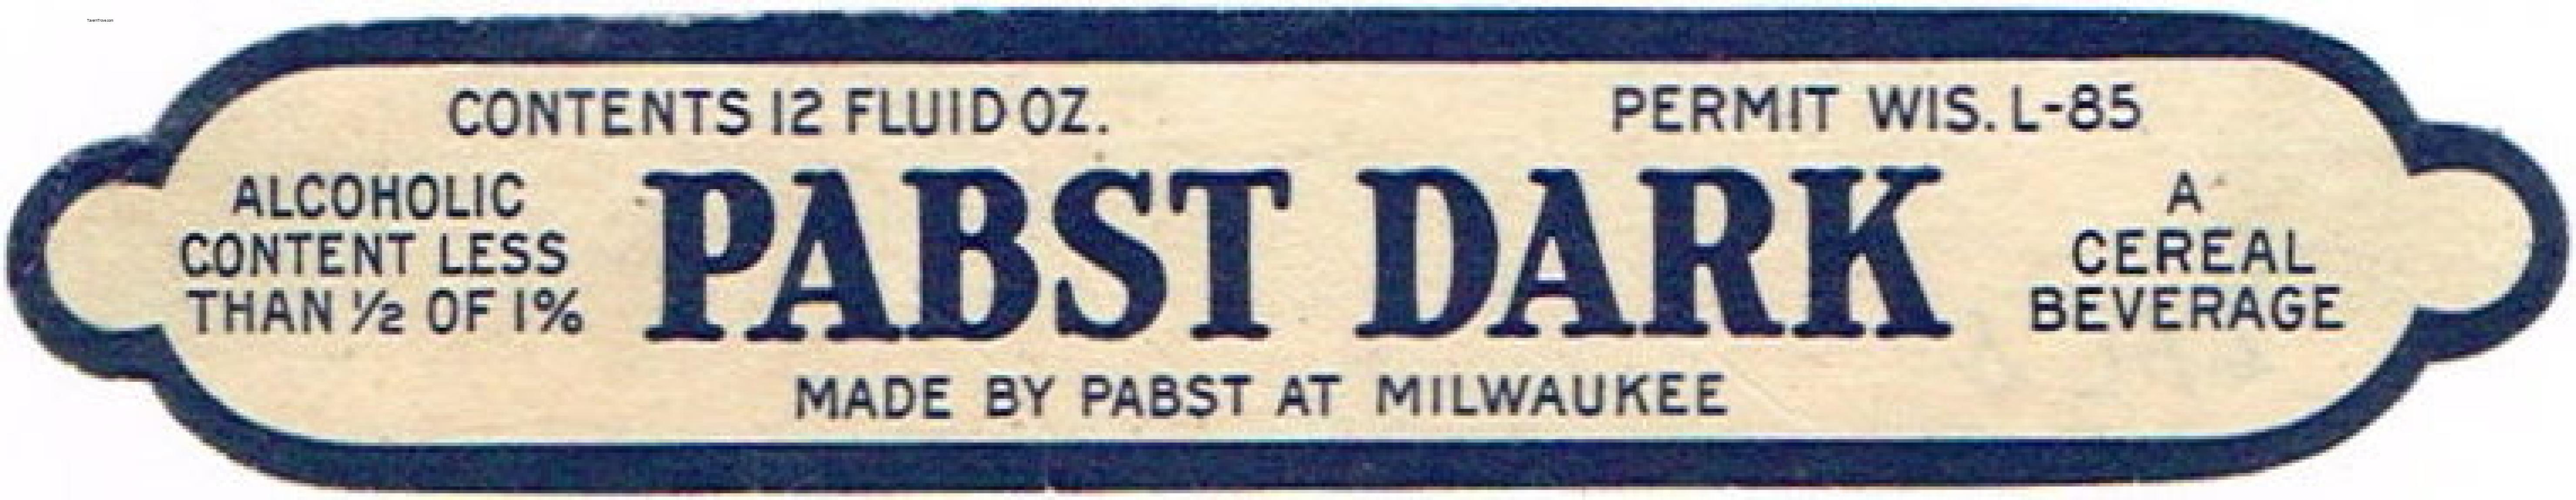 CONTENTS 12 FLUID OZ.
PERMIT WIS. L-85
ALCOHOLIC
CONTENT LESS
THAN ½ OF 1%
PABST DARK
A
CEREAL
BEVERAGE
MADE BY PABST AT MILWAUKEE